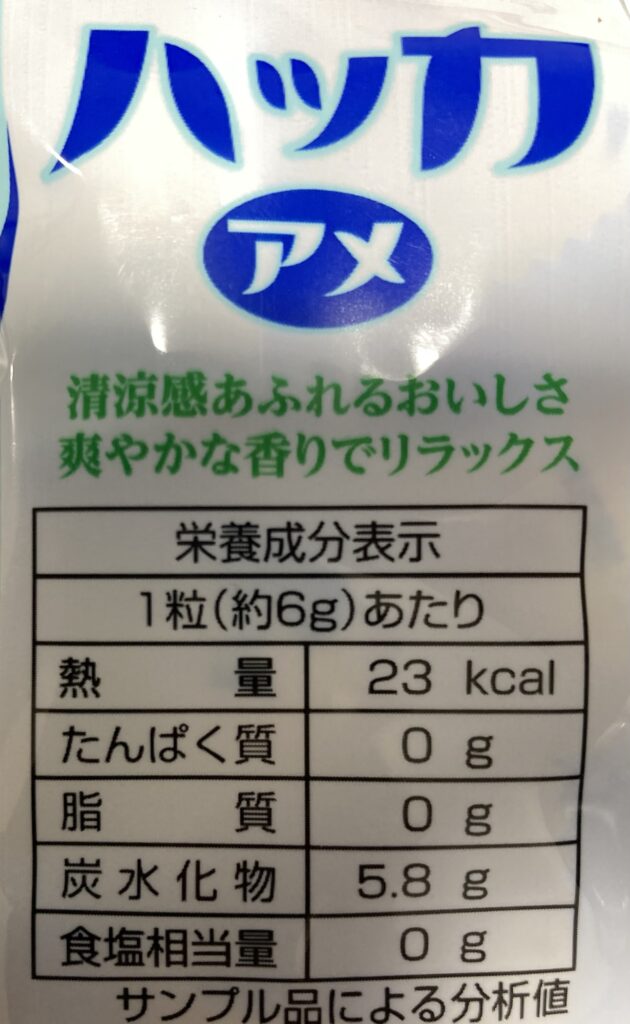 ハッカ
アメ
清涼感あふれるおいしさ
爽やかな香りでリラックス
栄養成分表示
1粒(約6g)あたり
熱量 23 kcal
たんぱく質 0 g
脂質 0 g
炭水化物 5.8 g
食塩相当量 0 g
サンプル品による分析値